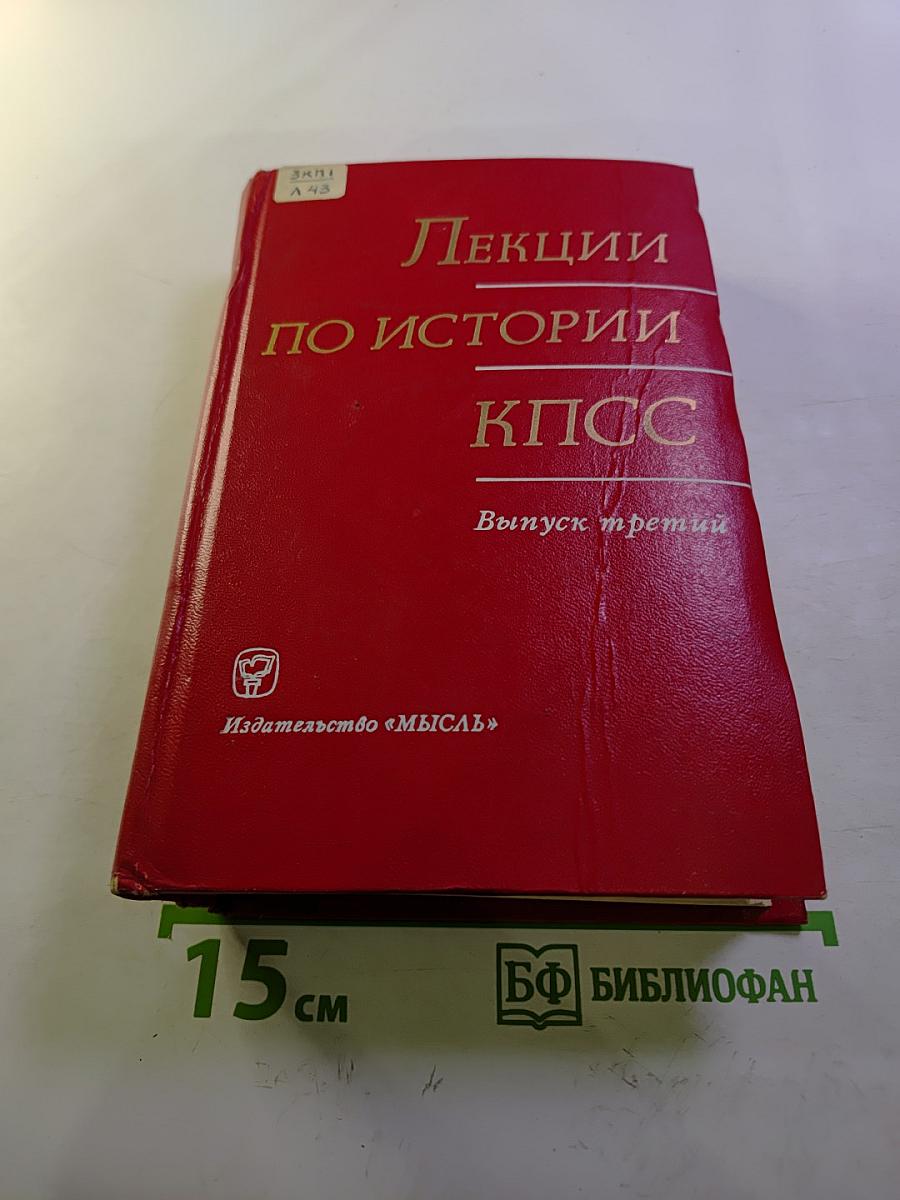 3КП1
Л 43
ЛЕКЦИИ
ПО ИСТОРИИ
КПСС
Выпуск третий
Издательство «МЫСЛЬ»
15 см
БФ БИБЛИОФАН